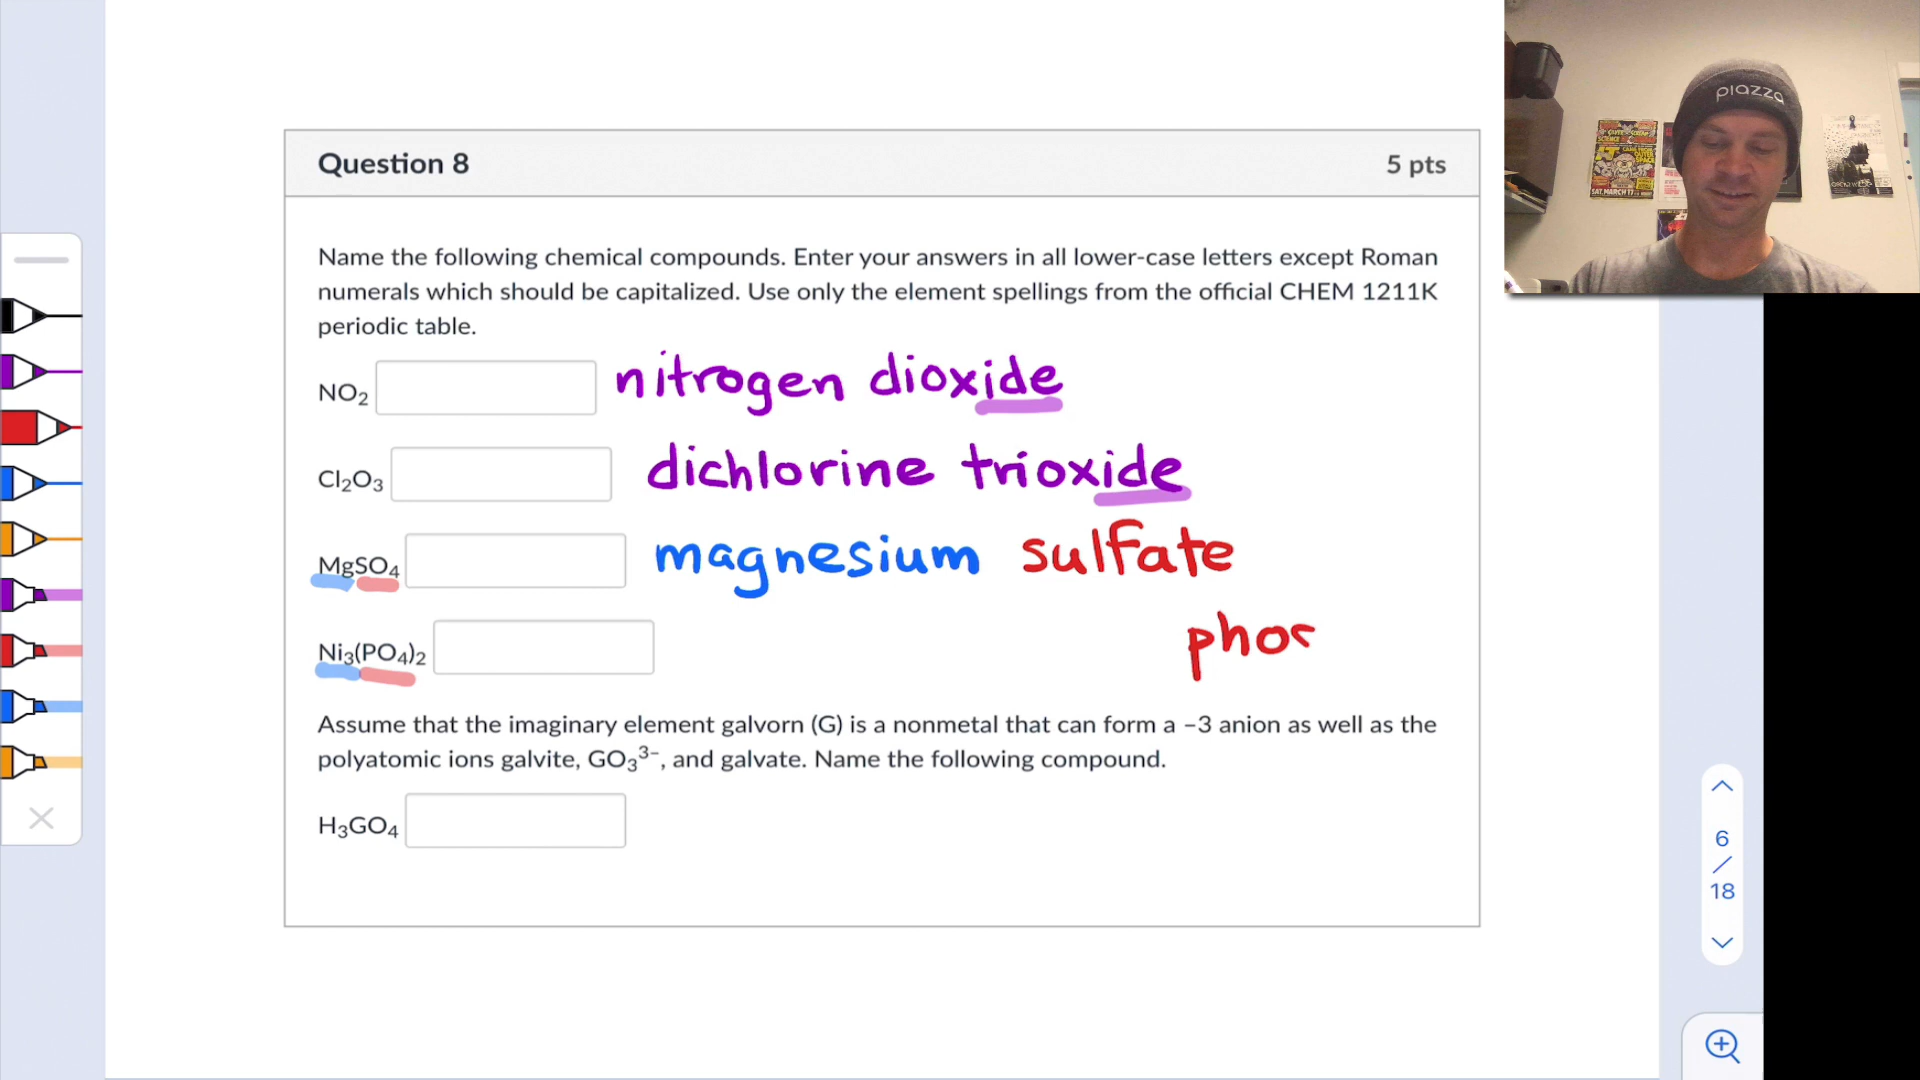 piazza
SAT. MARCH 17
Question 8 5 pts
Name the following chemical compounds. Enter your answers in all lower-case letters except Roman
numerals which should be capitalized. Use only the element spellings from the official CHEM 1211K
periodic table.
NO₂ nitrogen dioxide
Cl₂O₃ dichlorine trioxide
MgSO₄ magnesium sulfate
Ni₃(PO₄)₂ phos
Assume that the imaginary element galvorn (G) is a nonmetal that can form a −3 anion as well as the
polyatomic ions galvite, GO₃³⁻, and galvate. Name the following compound.
H₃GO₄
6
/
18